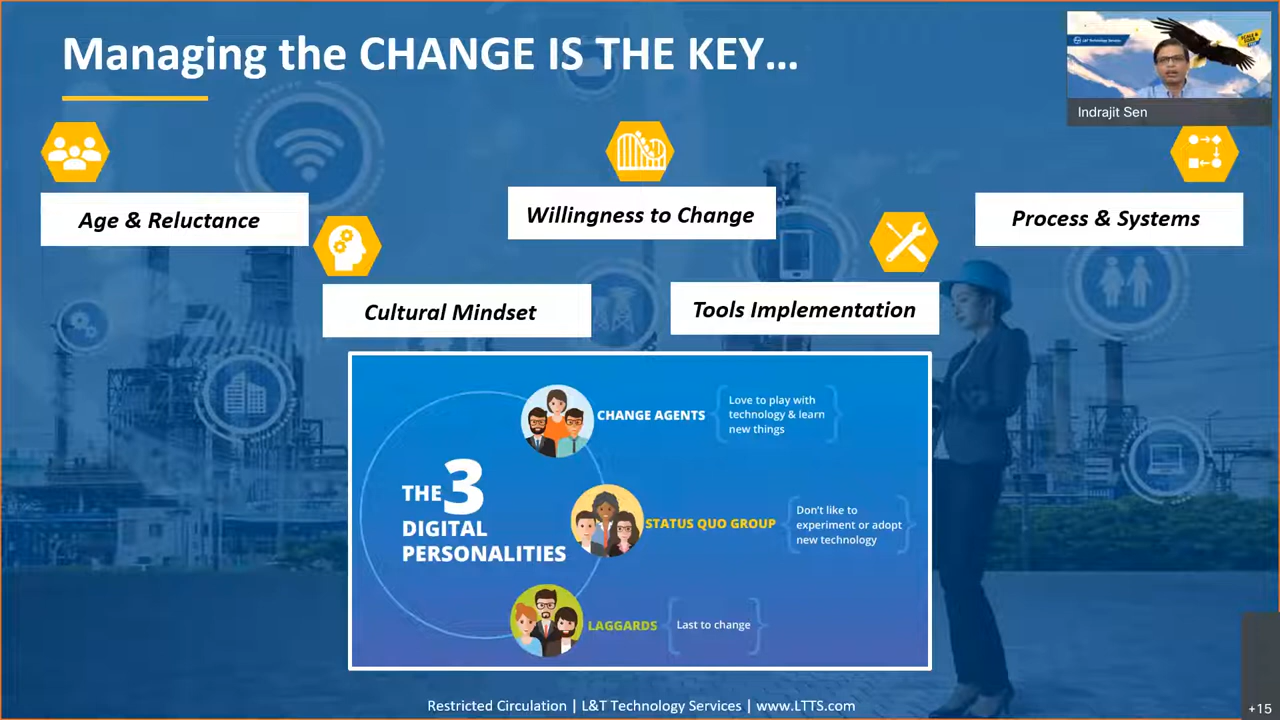 Managing the CHANGE IS THE KEY…
L&T Technology Services
Indrajit Sen
Age & Reluctance
Willingness to Change
Process & Systems
Cultural Mindset
Tools Implementation
THE 3
DIGITAL
PERSONALITIES
CHANGE AGENTS
Love to play with
technology & learn
new things
STATUS QUO GROUP
Don't like to
experiment or adopt
new technology
LAGGARDS
Last to change
Restricted Circulation | L&T Technology Services | www.LTTS.com
+15